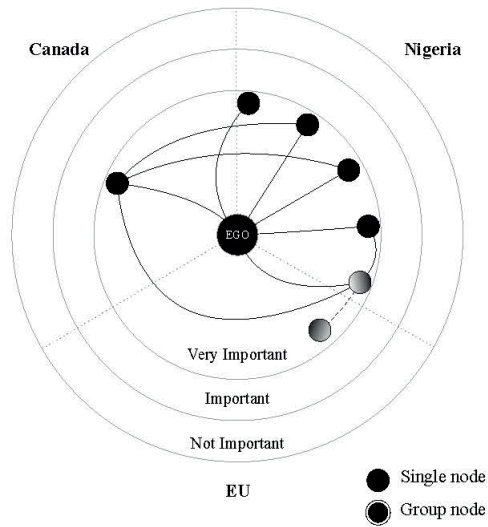 Canada
Nigeria
EGO
Very Important
Important
Not Important
EU
Single node
Group node